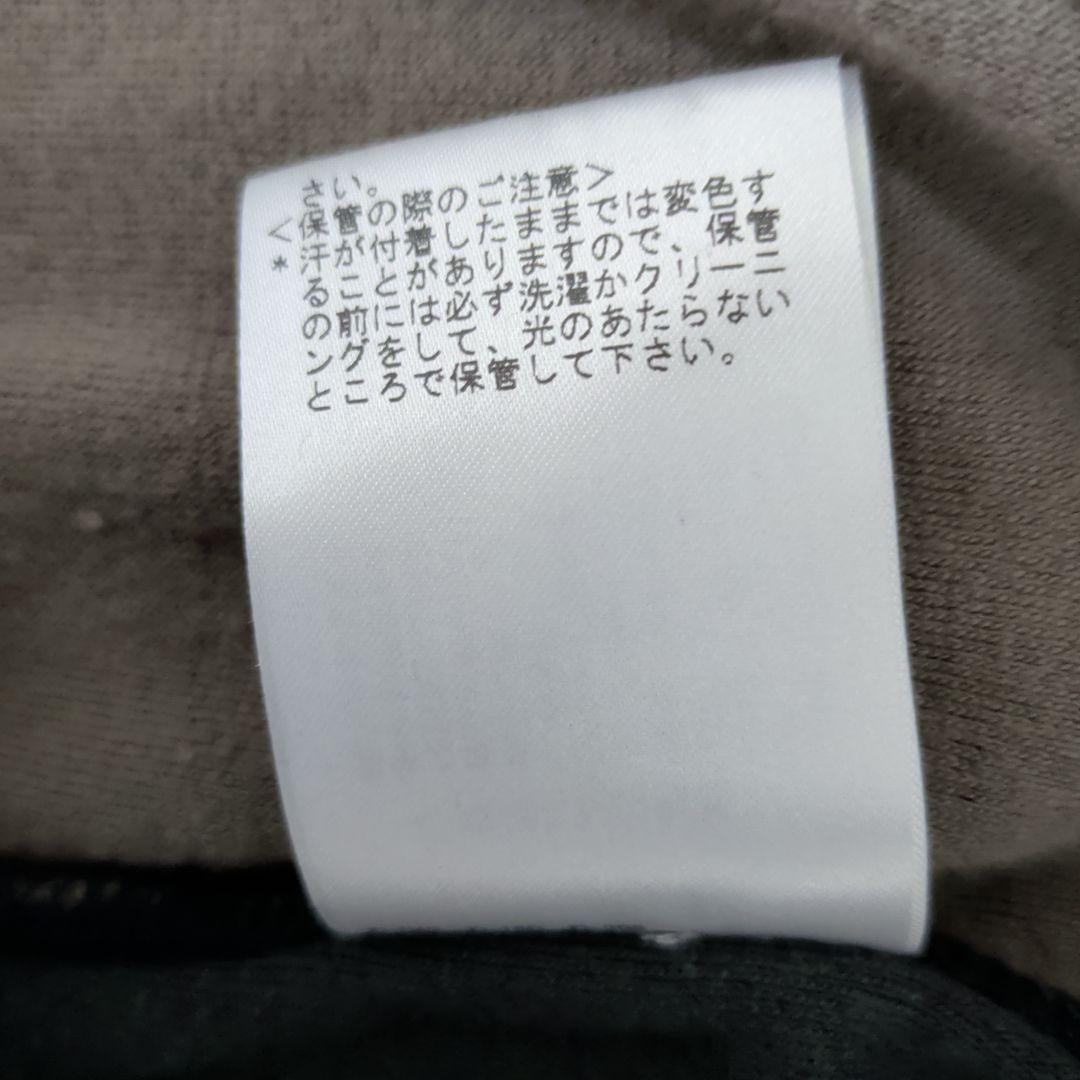 さい。
<保管の際のご注意>
*汗が付着したままでは変色す
ることがありますので、保管
の前には必ず洗濯かクリーニ
ングをして、光のあたらない
ところで保管して下さい。